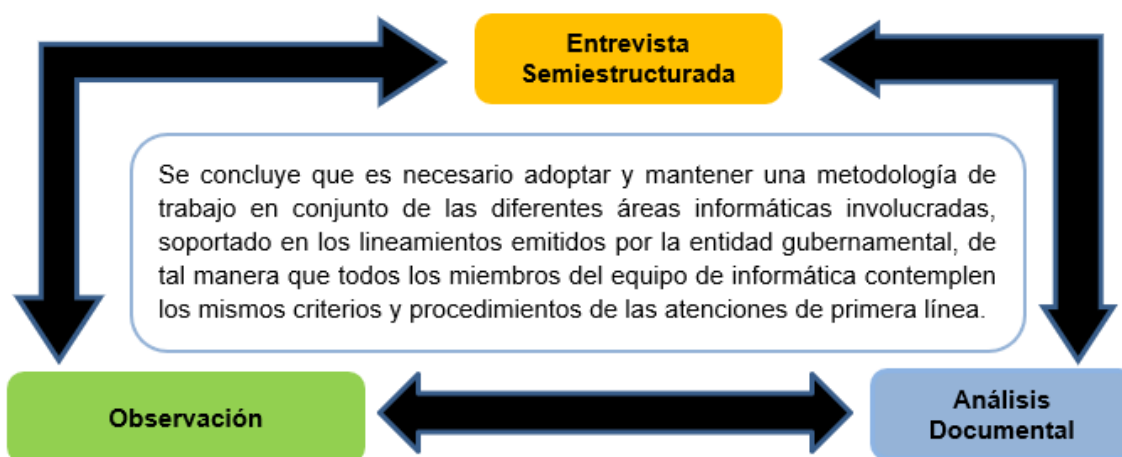 Entrevista
Semiestructurada
Se concluye que es necesario adoptar y mantener una metodología de
trabajo en conjunto de las diferentes áreas informáticas involucradas,
soportado en los lineamientos emitidos por la entidad gubernamental, de
tal manera que todos los miembros del equipo de informática contemplen
los mismos criterios y procedimientos de las atenciones de primera línea.
Observación
Análisis
Documental